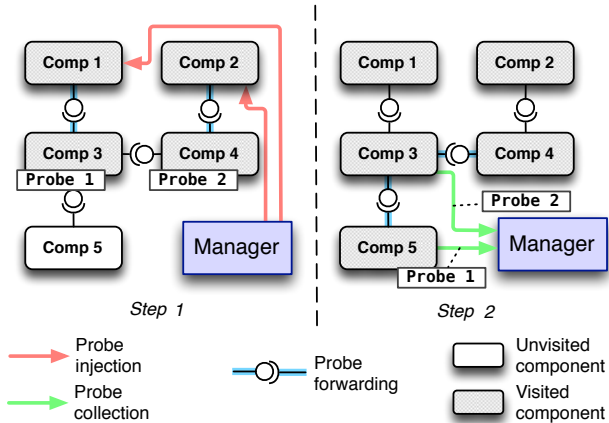 Comp 1
Comp 2
Comp 3
Comp 4
Probe 1
Probe 2
Comp 5
Manager
Step 1
Comp 1
Comp 2
Comp 3
Comp 4
Probe 2
Comp 5
Manager
Probe 1
Step 2
Probe
injection
Probe
collection
Probe
forwarding
Unvisited
component
Visited
component